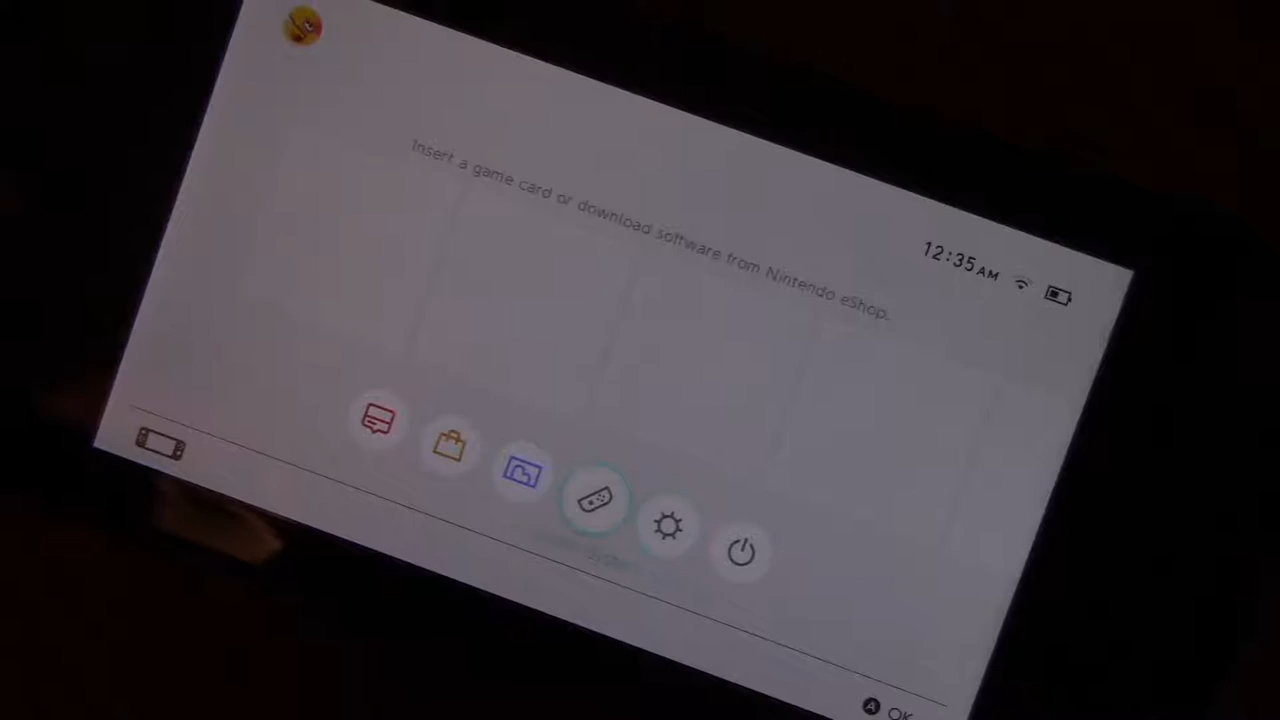 Insert a game card or download software from Nintendo eShop.
12:35 AM
A OK